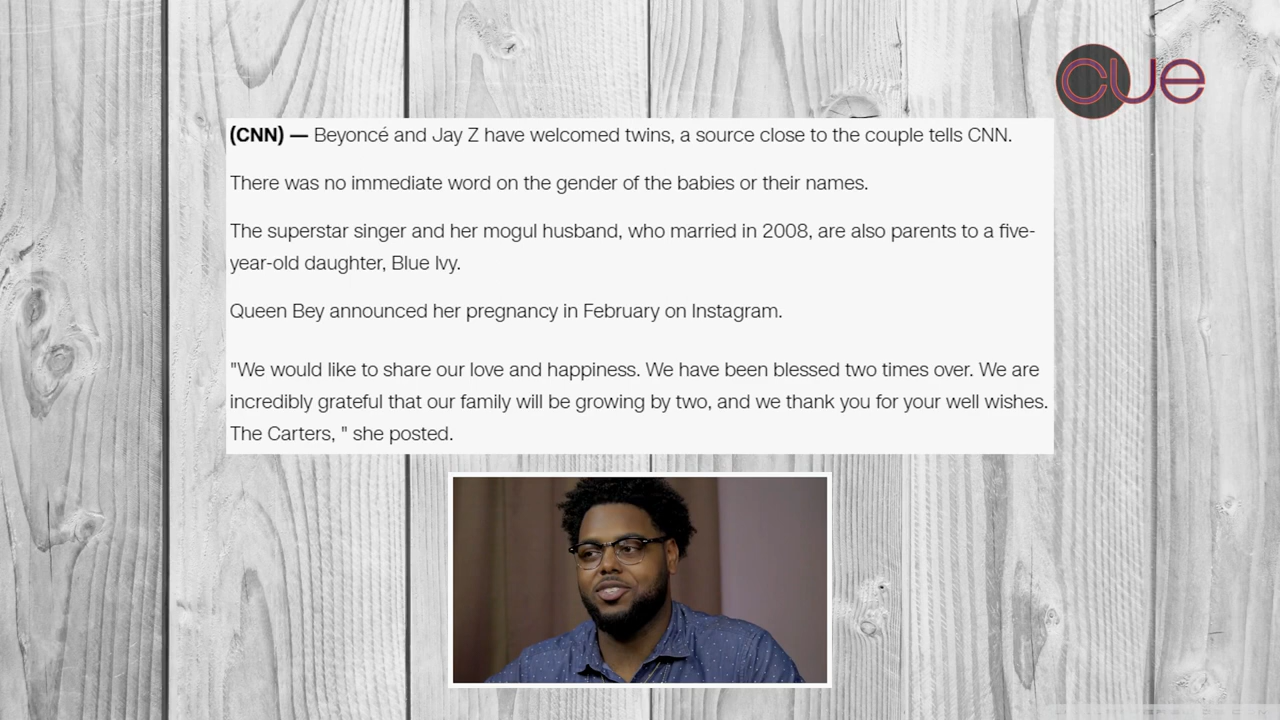 cue
(CNN) — Beyoncé and Jay Z have welcomed twins, a source close to the couple tells CNN.
There was no immediate word on the gender of the babies or their names.
The superstar singer and her mogul husband, who married in 2008, are also parents to a five-
year-old daughter, Blue Ivy.
Queen Bey announced her pregnancy in February on Instagram.
"We would like to share our love and happiness. We have been blessed two times over. We are
incredibly grateful that our family will be growing by two, and we thank you for your well wishes.
The Carters, " she posted.